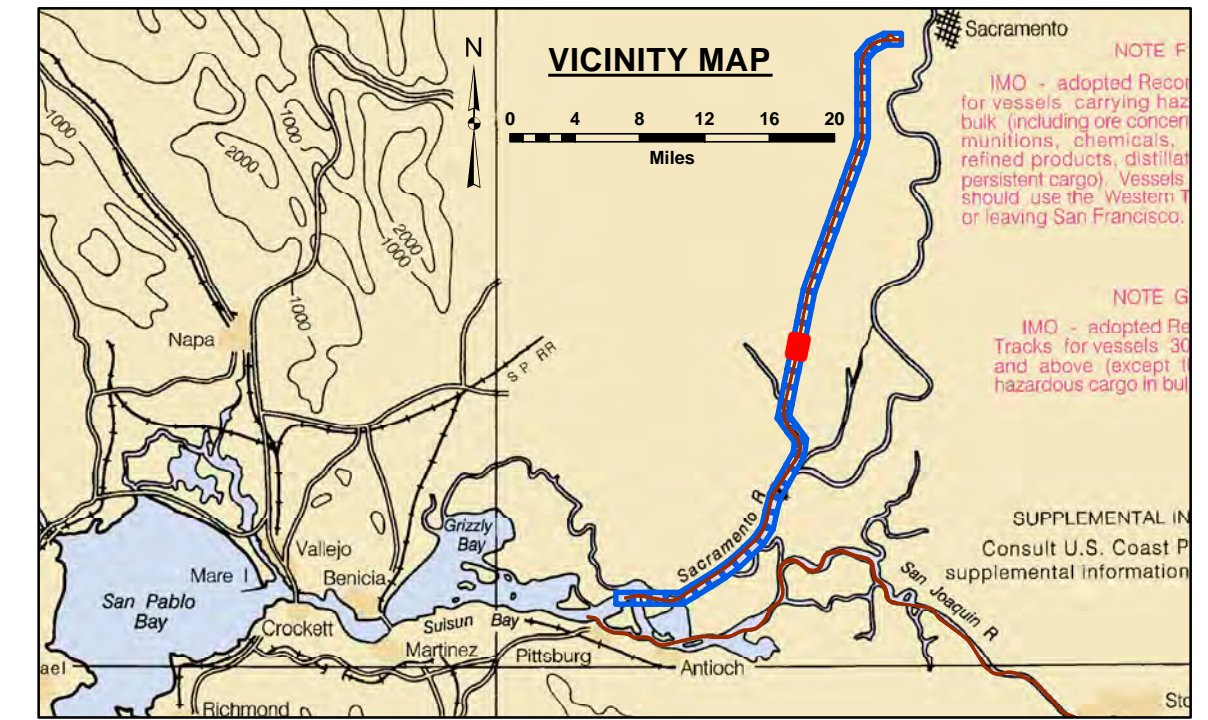 Sacramento
N
VICINITY MAP
0 4 8 12 16 20
Miles
NOTE F
IMO - adopted Recor
for vessels carrying haz
bulk (including ore concen
munitions, chemicals,
refined products, distillat
persistent cargo). Vessels
should use the Western T
or leaving San Francisco.
1000
2000
1000
2000
1000
1000
NOTE G
IMO - adopted Re
Tracks for vessels 30
and above (except 1
hazardous cargo in bul
Napa
S P RR
Grizzly
Bay
Sacramento R
SUPPLEMENTAL IN
Consult U.S. Coast P
supplemental information
Vallejo
Mare I
Benicia
San Pablo
Bay
Crockett
Suisun Bay
San Joaquin R
Martinez
Pittsburg
Antioch
ael
Richmond
Sto